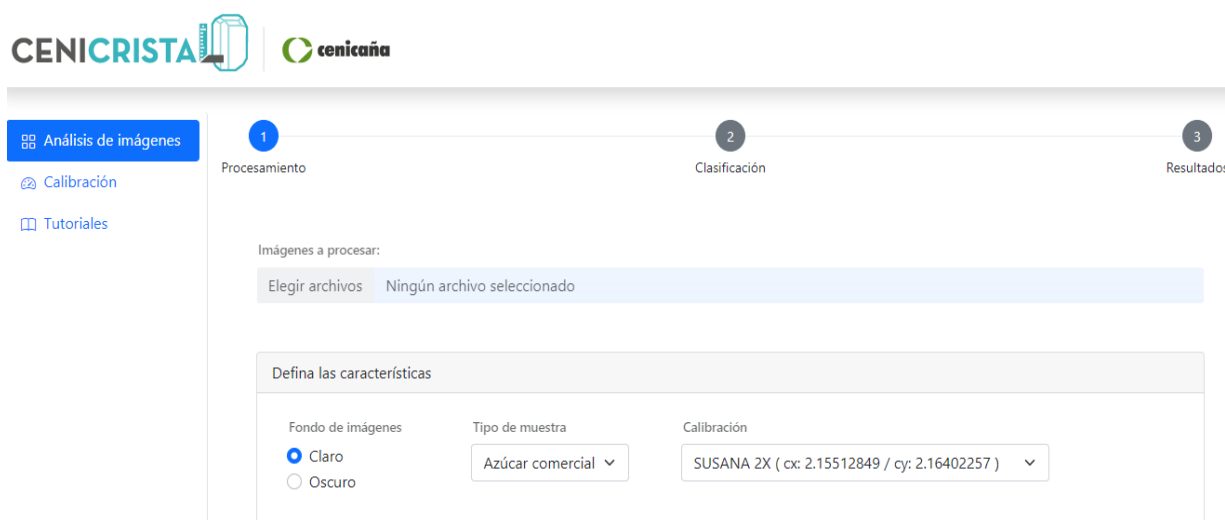 CENICRISTAL cenicaña
Análisis de imágenes
Calibración
Tutoriales
1 2 3
Procesamiento Clasificación Resultados
Imágenes a procesar:
Elegir archivos Ningún archivo seleccionado
Defina las características
Fondo de imágenes Tipo de muestra Calibración
Claro Azúcar comercial SUSANA 2X ( cx: 2.15512849 / cy: 2.16402257 )
Oscuro